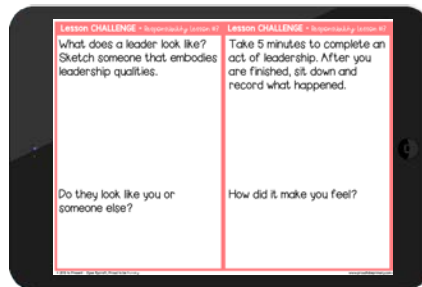 Lesson CHALLENGE - Responsibility Lesson #7
What does a leader look like?
Sketch someone that embodies
leadership qualities.
Do they look like you or
someone else?
Lesson CHALLENGE - Responsibility Lesson #7
Take 5 minutes to complete an
act of leadership. After you
are finished, sit down and
record what happened.
How did it make you feel?